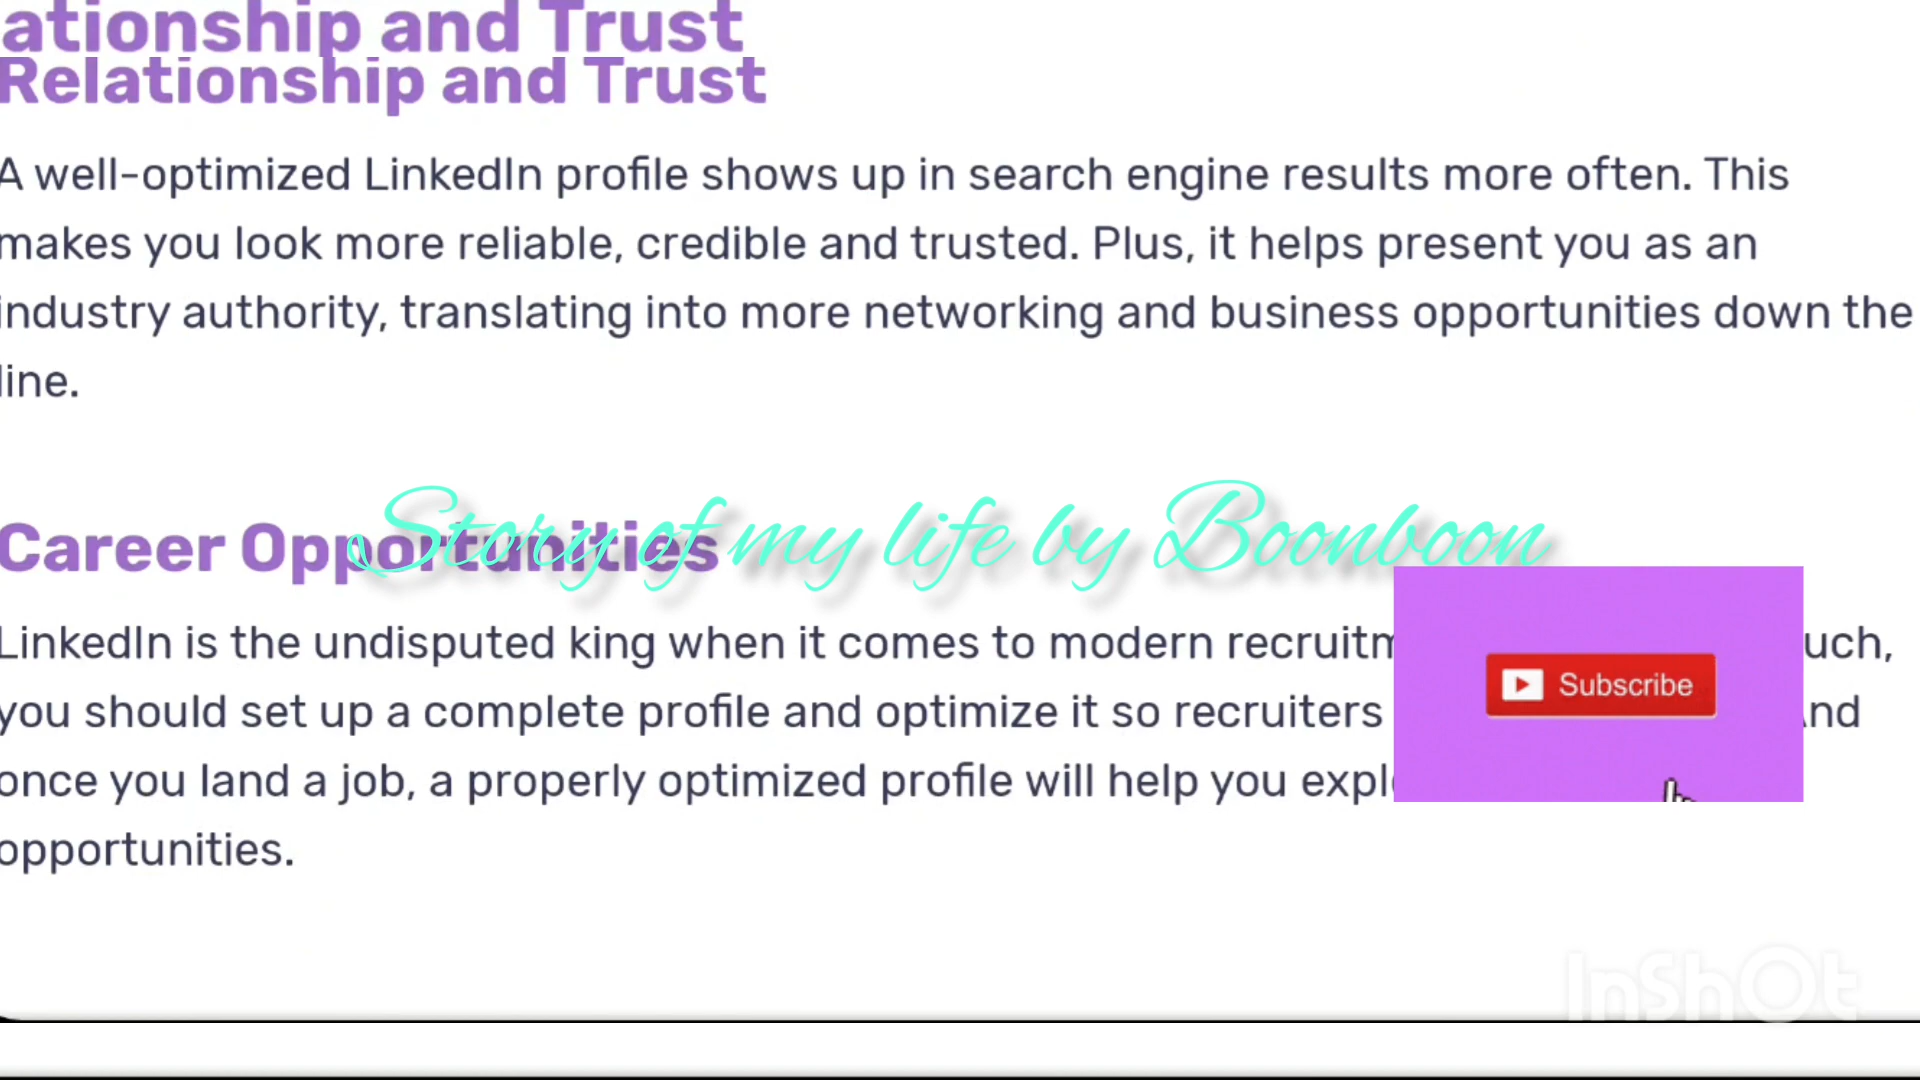 ationship and Trust
Relationship and Trust
A well-optimized LinkedIn profile shows up in search engine results more often. This
makes you look more reliable, credible and trusted. Plus, it helps present you as an
industry authority, translating into more networking and business opportunities down the
line.
Story of my life by Boonboon
Career Opportunities
LinkedIn is the undisputed king when it comes to modern recruitm uch,
Subscribe
you should set up a complete profile and optimize it so recruiters And
once you land a job, a properly optimized profile will help you expl
opportunities.
InShOt